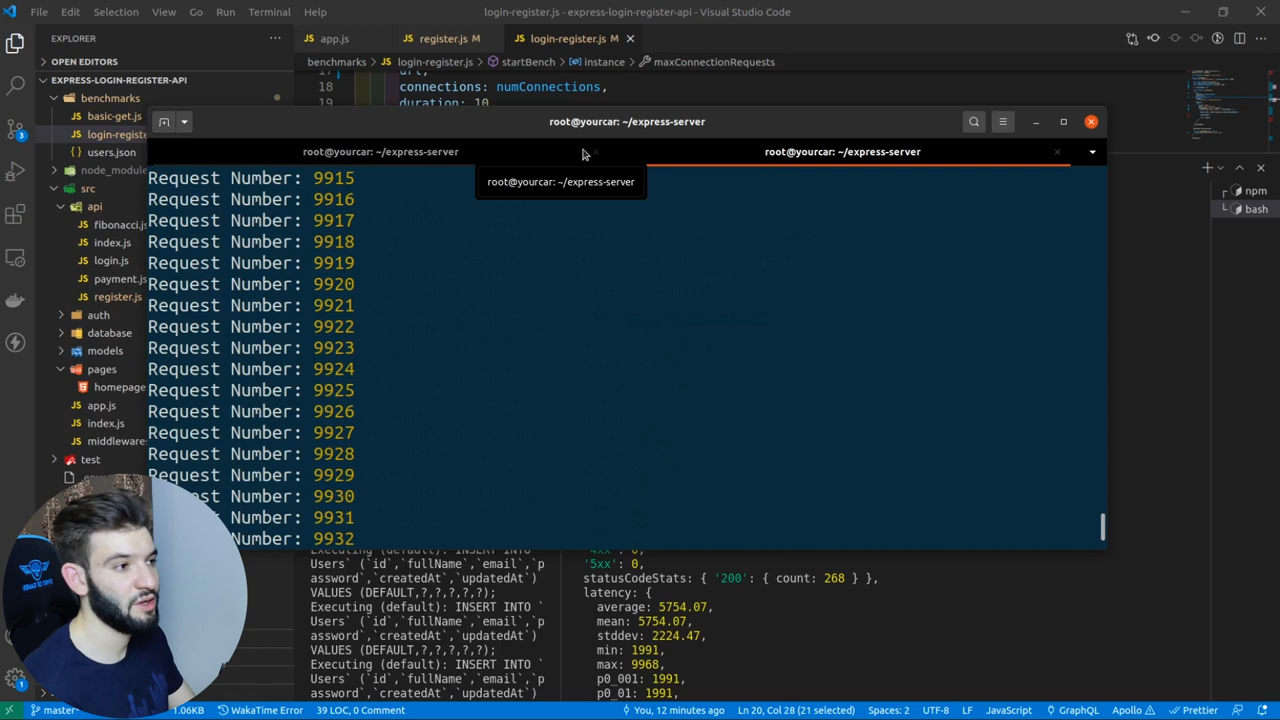 File Edit Selection View Go Run Terminal Help
login-register.js - express-login-register-api - Visual Studio Code
EXPLORER
app.js
register.js M
login-register.js M
OPEN EDITORS
benchmarks > login-register.js > startBench > instance > maxConnectionRequests
EXPRESS-LOGIN-REGISTER-API
benchmarks
basic-get.js
login-registe
users.json
node_module
src
api
fibonacci.js
index.js
login.js
payment.js
register.js
auth
database
models
pages
homepage
app.js
index.js
middleware
test
17 url,
18 connections: numConnections,
19 duration: 10
root@yourcar: ~/express-server
root@yourcar: ~/express-server
root@yourcar: ~/express-server
root@yourcar: ~/express-server
Request Number: 9915
Request Number: 9916
Request Number: 9917
Request Number: 9918
Request Number: 9919
Request Number: 9920
Request Number: 9921
Request Number: 9922
Request Number: 9923
Request Number: 9924
Request Number: 9925
Request Number: 9926
Request Number: 9927
Request Number: 9928
Request Number: 9929
Number: 9930
Number: 9931
Number: 9932
npm
bash
Executing (default): INSERT INTO `
Users` (`id`,`fullName`,`email`,`p
assword`,`createdAt`,`updatedAt`)
VALUES (DEFAULT,?,?,?,?,?);
Executing (default): INSERT INTO `
Users` (`id`,`fullName`,`email`,`p
assword`,`createdAt`,`updatedAt`)
VALUES (DEFAULT,?,?,?,?,?);
Executing (default): INSERT INTO `
Users` (`id`,`fullName`,`email`,`p
assword`,`createdAt`,`updatedAt`)
'4xx': 0,
'5xx': 0,
statusCodeStats: { '200': { count: 268 } },
latency: {
average: 5754.07,
mean: 5754.07,
stddev: 2224.47,
min: 1991,
max: 9968,
p0_001: 1991,
p0_01: 1991,
master 1.06KB WakaTime Error 39 LOC, 0 Comment You, 12 minutes ago Ln 20, Col 28 (21 selected) Spaces: 2 UTF-8 LF JavaScript GraphQL Apollo Prettier